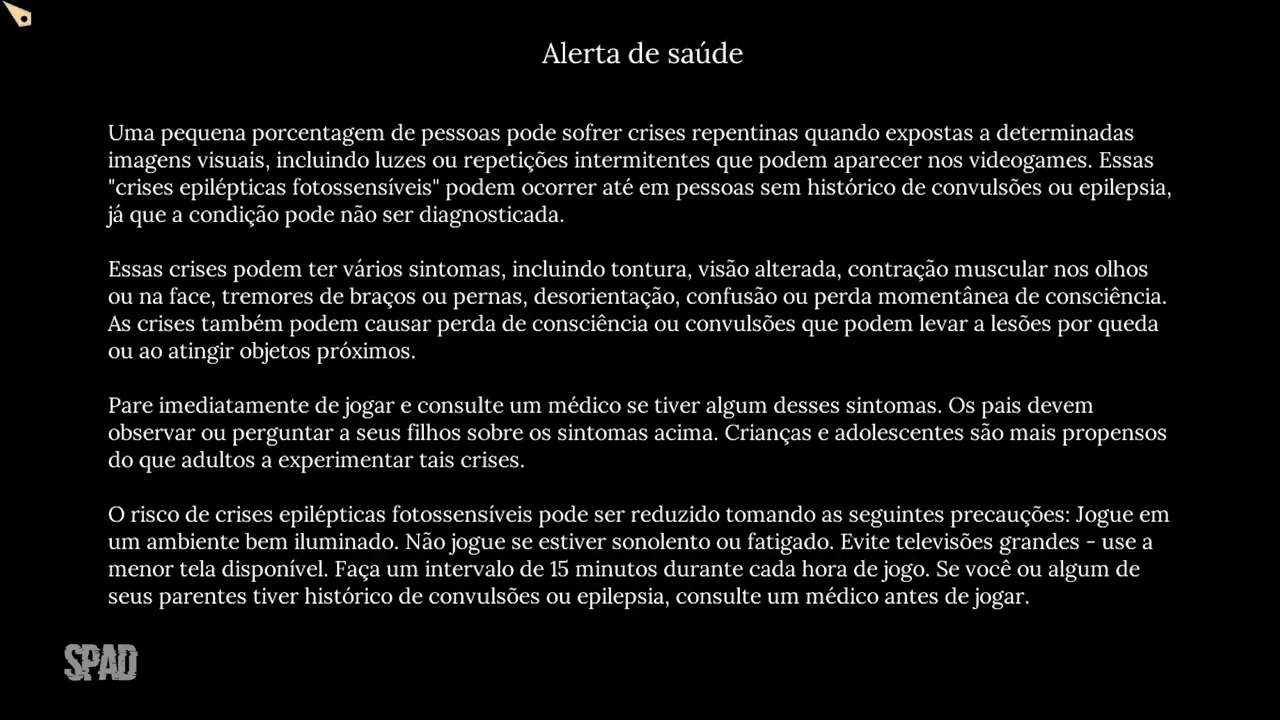 Alerta de saúde
Uma pequena porcentagem de pessoas pode sofrer crises repentinas quando expostas a determinadas
imagens visuais, incluindo luzes ou repetições intermitentes que podem aparecer nos videogames. Essas
"crises epilépticas fotossensíveis" podem ocorrer até em pessoas sem histórico de convulsões ou epilepsia,
já que a condição pode não ser diagnosticada.
Essas crises podem ter vários sintomas, incluindo tontura, visão alterada, contração muscular nos olhos
ou na face, tremores de braços ou pernas, desorientação, confusão ou perda momentânea de consciência.
As crises também podem causar perda de consciência ou convulsões que podem levar a lesões por queda
ou ao atingir objetos próximos.
Pare imediatamente de jogar e consulte um médico se tiver algum desses sintomas. Os pais devem
observar ou perguntar a seus filhos sobre os sintomas acima. Crianças e adolescentes são mais propensos
do que adultos a experimentar tais crises.
O risco de crises epilépticas fotossensíveis pode ser reduzido tomando as seguintes precauções: Jogue em
um ambiente bem iluminado. Não jogue se estiver sonolento ou fatigado. Evite televisões grandes - use a
menor tela disponível. Faça um intervalo de 15 minutos durante cada hora de jogo. Se você ou algum de
seus parentes tiver histórico de convulsões ou epilepsia, consulte um médico antes de jogar.
SPAD